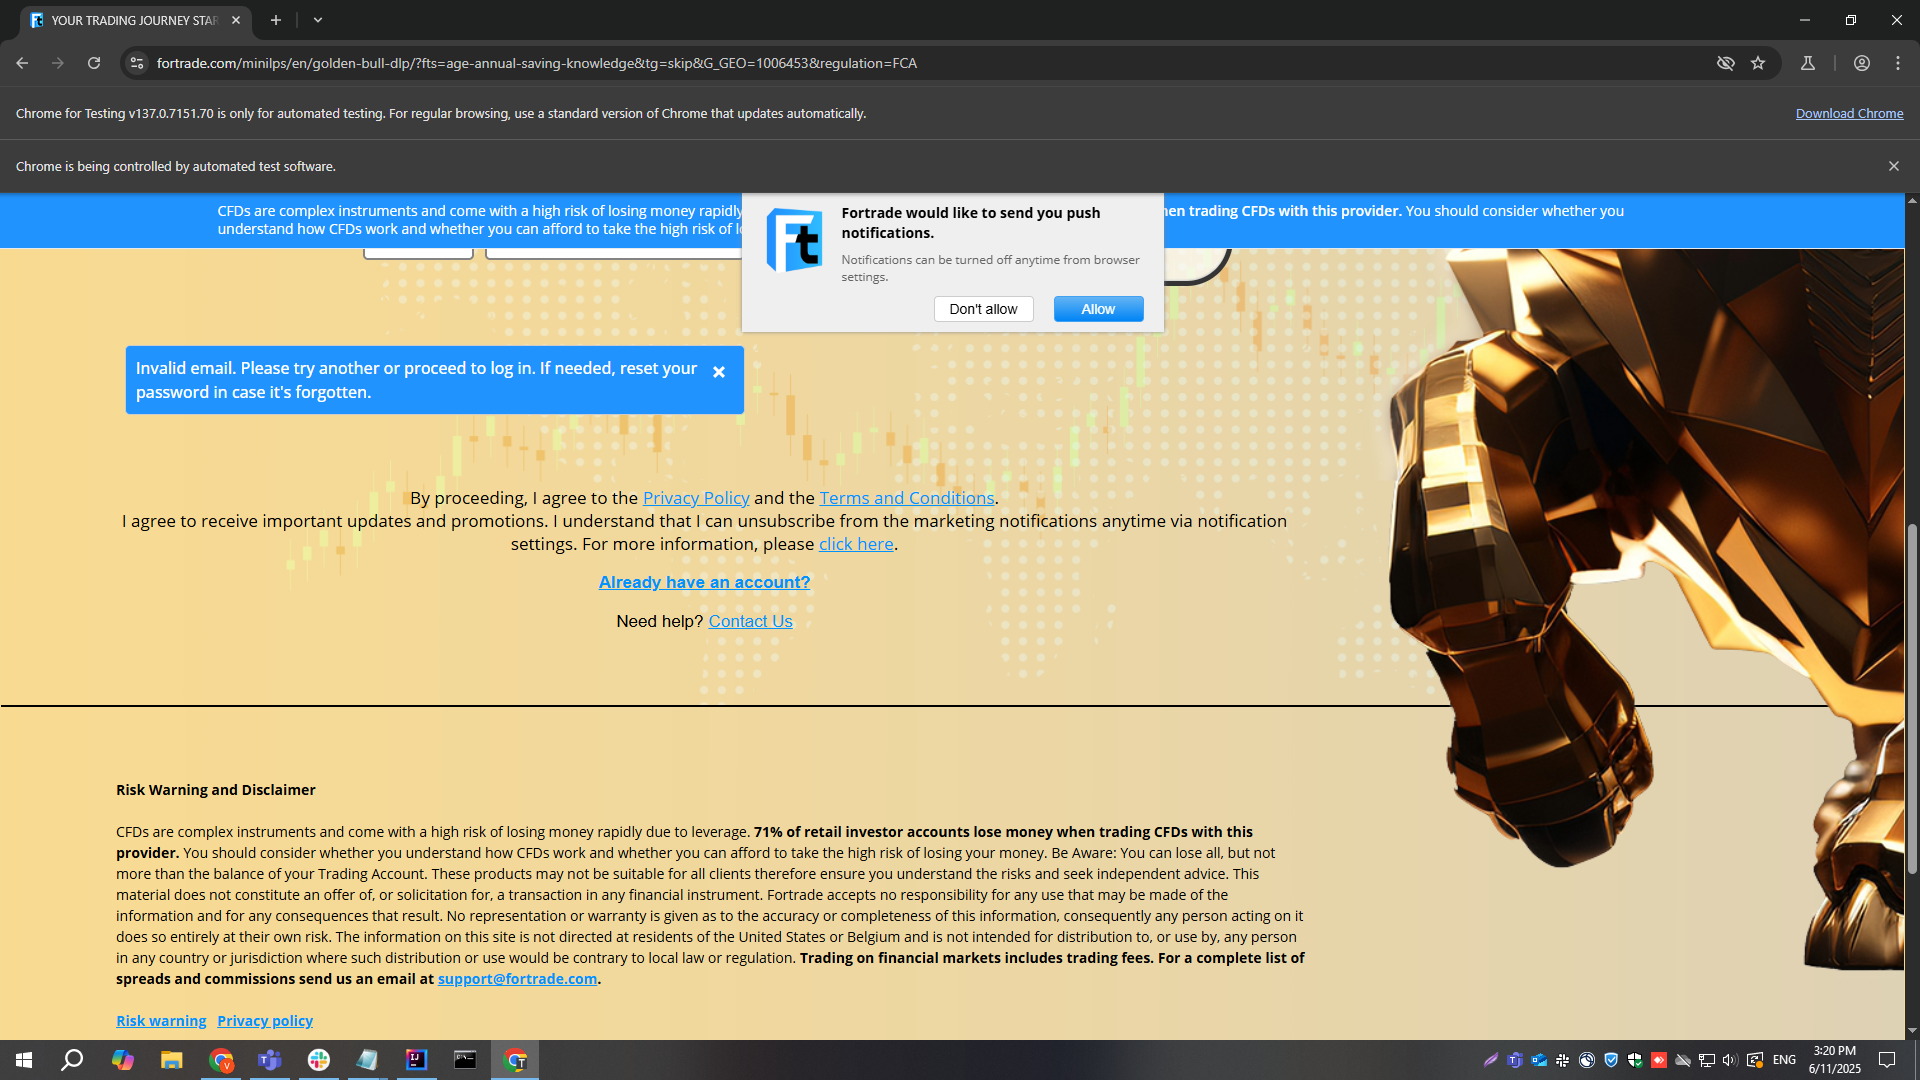 YOUR TRADING JOURNEY STAR
fortrade.com/minilps/en/golden-bull-dlp/?fts=age-annual-saving-knowledge&tg=skip&G_GEO=1006453&regulation=FCA
Chrome for Testing v137.0.7151.70 is only for automated testing. For regular browsing, use a standard version of Chrome that updates automatically.
Download Chrome
Chrome is being controlled by automated test software.
CFDs are complex instruments and come with a high risk of losing money rapidly
en trading CFDs with this provider. You should consider whether you
understand how CFDs work and whether you can afford to take the high risk of l
Ft
Fortrade would like to send you push
notifications.
Notifications can be turned off anytime from browser
settings.
Don't allow
Allow
Invalid email. Please try another or proceed to log in. If needed, reset your
password in case it's forgotten.
By proceeding, I agree to the Privacy Policy and the Terms and Conditions.
I agree to receive important updates and promotions. I understand that I can unsubscribe from the marketing notifications anytime via notification
settings. For more information, please click here.
Already have an account?
Need help? Contact Us
Risk Warning and Disclaimer
CFDs are complex instruments and come with a high risk of losing money rapidly due to leverage. 71% of retail investor accounts lose money when trading CFDs with this
provider. You should consider whether you understand how CFDs work and whether you can afford to take the high risk of losing your money. Be Aware: You can lose all, but not
more than the balance of your Trading Account. These products may not be suitable for all clients therefore ensure you understand the risks and seek independent advice. This
material does not constitute an offer of, or solicitation for, a transaction in any financial instrument. Fortrade accepts no responsibility for any use that may be made of the
information and for any consequences that result. No representation or warranty is given as to the accuracy or completeness of this information, consequently any person acting on it
does so entirely at their own risk. The information on this site is not directed at residents of the United States or Belgium and is not intended for distribution to, or use by, any person
in any country or jurisdiction where such distribution or use would be contrary to local law or regulation. Trading on financial markets includes trading fees. For a complete list of
spreads and commissions send us an email at support@fortrade.com.
Risk warning Privacy policy
ENG
3:20 PM
6/11/2025